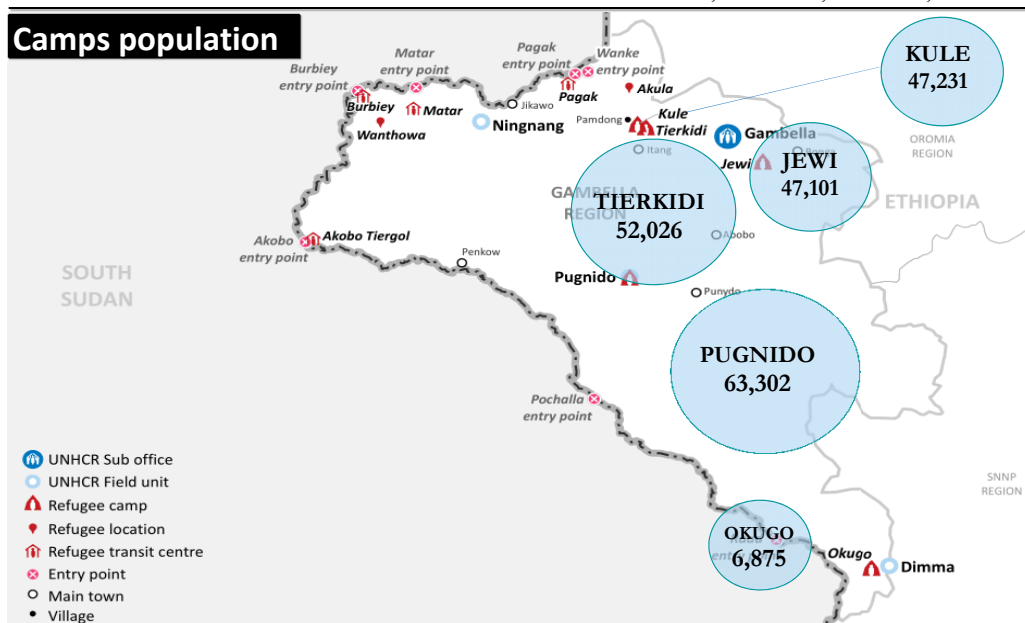 Camps population
Burbiey
entry point
Matar
entry point
Pagak
entry point
Wanke
entry point
KULE
47,231
Burbiey
Matar
Jikawo
Pagak
Akula
Wanthowa
Ningnang
Pamdong
Kule
Tierkidi
Gambella
Itang
Jewi
JEWI
47,101
OROMIA
REGION
ETHIOPIA
GAMBELLA
REGION
TIERKIDI
52,026
Abobo
Akobo
entry point
Akobo Tiergol
Penkow
SOUTH
SUDAN
Pugnido
Punydo
PUGNIDO
63,302
Pochalla
entry point
SNNP
REGION
OKUGO
6,875
entry point
Okugo
Dimma
UNHCR Sub office
UNHCR Field unit
Refugee camp
Refugee location
Refugee transit centre
Entry point
Main town
Village